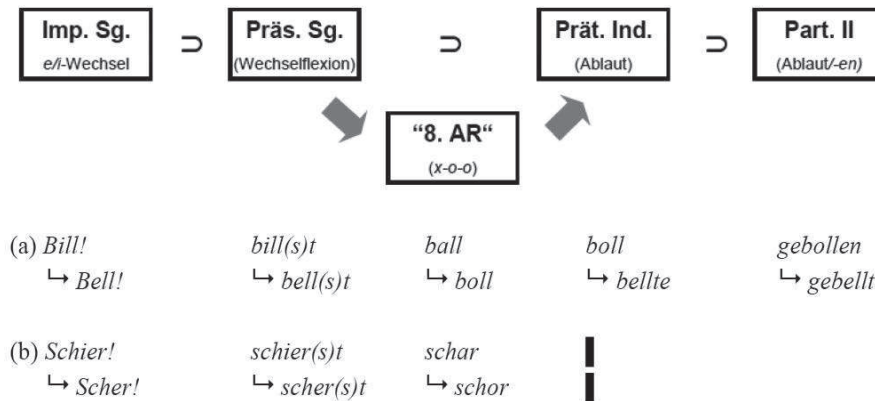 Imp. Sg. ⊃ Präs. Sg. ⊃ Prät. Ind. ⊃ Part. II
e/i-Wechsel (Wechselflexion) (Ablaut) (Ablaut/-en)
“8. AR“
(x-o-o)
(a) Bill! bill(s)t ball boll gebollen
↳ Bell! ↳ bell(s)t ↳ boll ↳ bellte ↳ gebellt
(b) Schier! schier(s)t schar
↳ Scher! ↳ scher(s)t ↳ schor